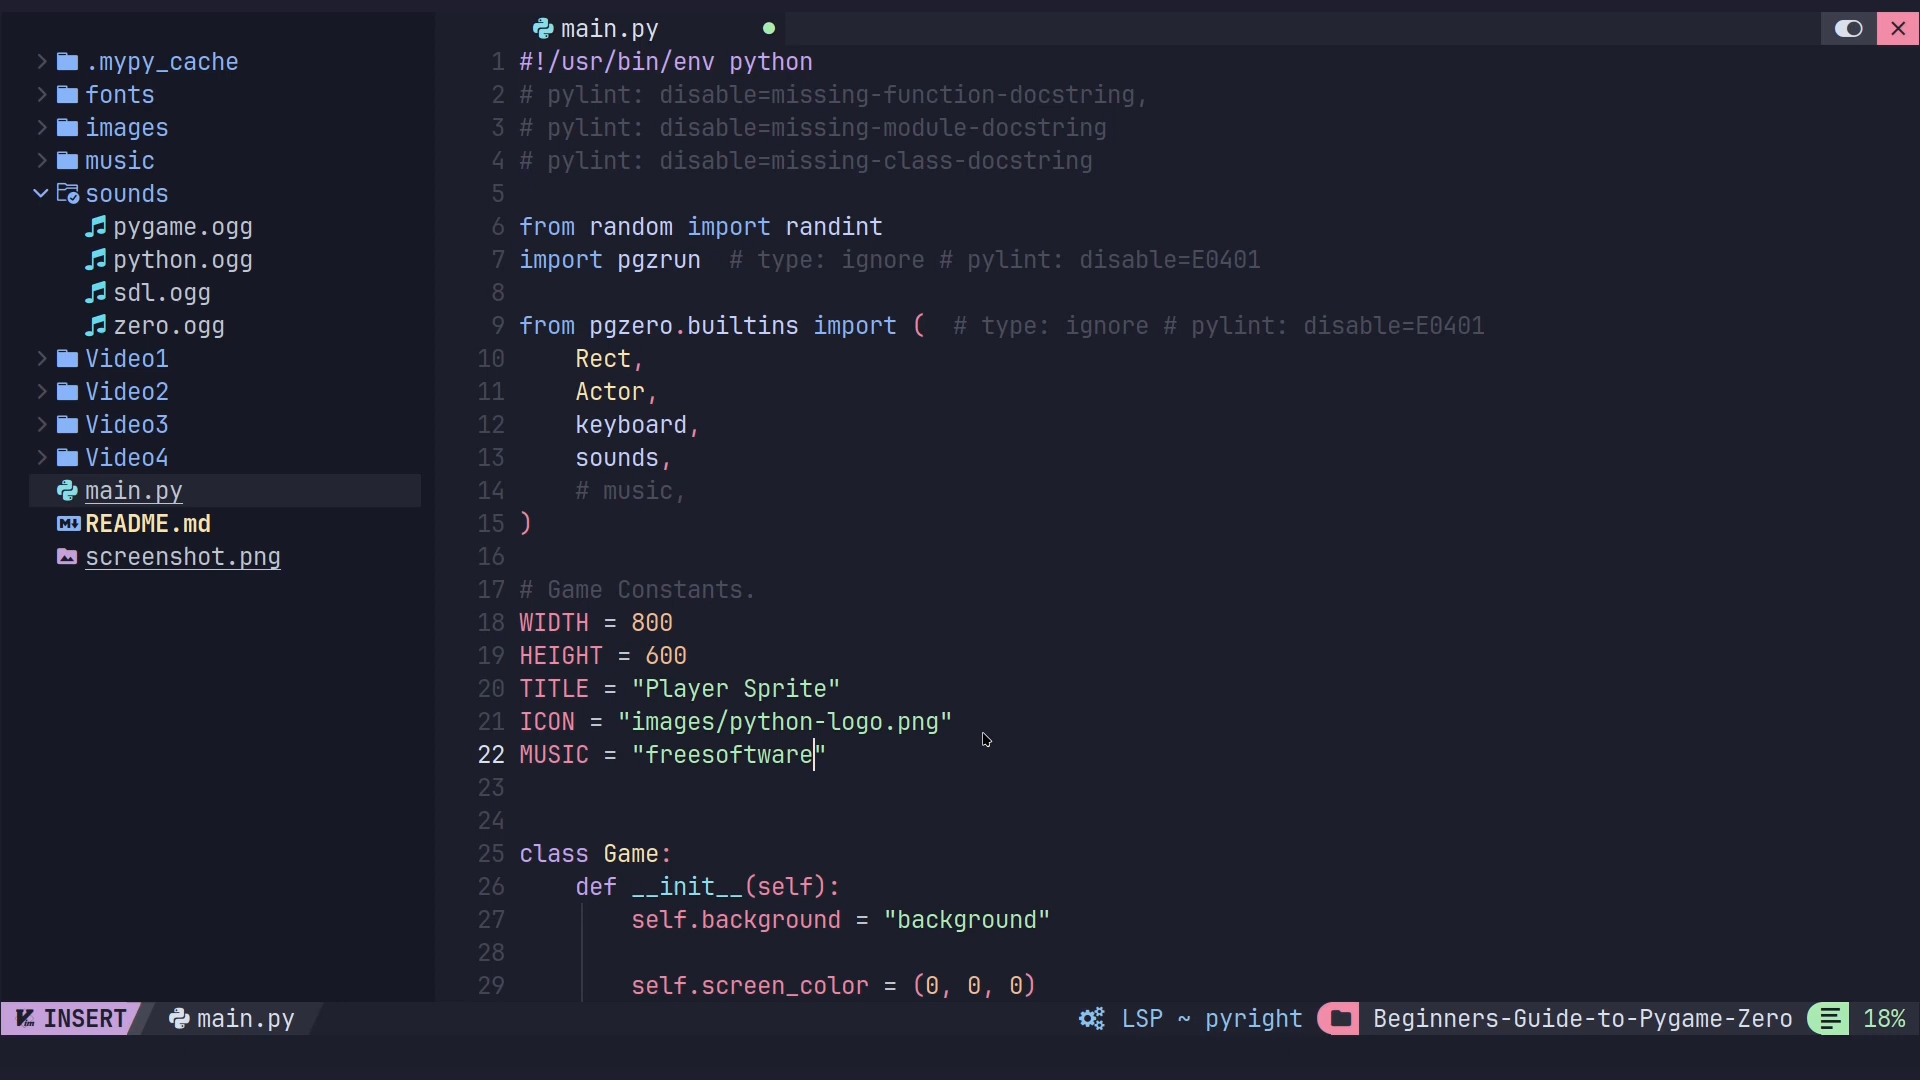 main.py
.mypy_cache
fonts
images
music
sounds
pygame.ogg
python.ogg
sdl.ogg
zero.ogg
Video1
Video2
Video3
Video4
main.py
README.md
screenshot.png
1 #!/usr/bin/env python
2 # pylint: disable=missing-function-docstring,
3 # pylint: disable=missing-module-docstring
4 # pylint: disable=missing-class-docstring
5
6 from random import randint
7 import pgzrun  # type: ignore # pylint: disable=E0401
8
9 from pgzero.builtins import (  # type: ignore # pylint: disable=E0401
10     Rect,
11     Actor,
12     keyboard,
13     sounds,
14     # music,
15 )
16
17 # Game Constants.
18 WIDTH = 800
19 HEIGHT = 600
20 TITLE = "Player Sprite"
21 ICON = "images/python-logo.png"
22 MUSIC = "freesoftware"
23
24
25 class Game:
26     def __init__(self):
27         self.background = "background"
28
29         self.screen_color = (0, 0, 0)
INSERT main.py LSP ~ pyright Beginners-Guide-to-Pygame-Zero 18%